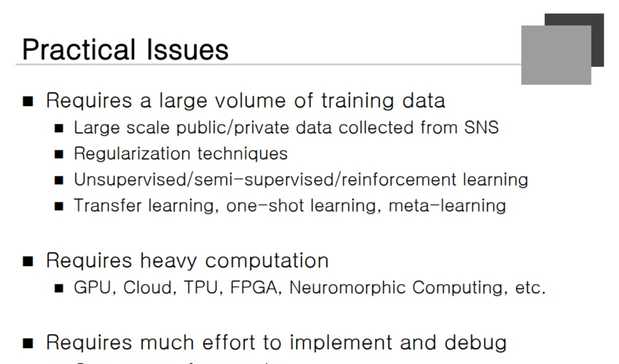 Practical Issues
■ Requires a large volume of training data
■ Large scale public/private data collected from SNS
■ Regularization techniques
■ Unsupervised/semi-supervised/reinforcement learning
■ Transfer learning, one-shot learning, meta-learning
■ Requires heavy computation
■ GPU, Cloud, TPU, FPGA, Neuromorphic Computing, etc.
■ Requires much effort to implement and debug